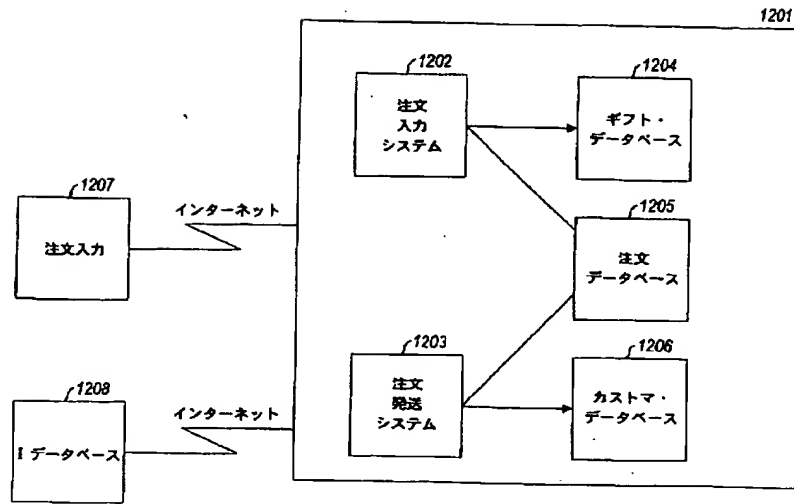 1201
1202
注文
入力
システム
1204
ギフト・
データベース
1207
注文入力
インターネット
1205
注文
データベース
1203
注文
発送
システム
1206
カストマ・
データベース
1208
I データベース
インターネット